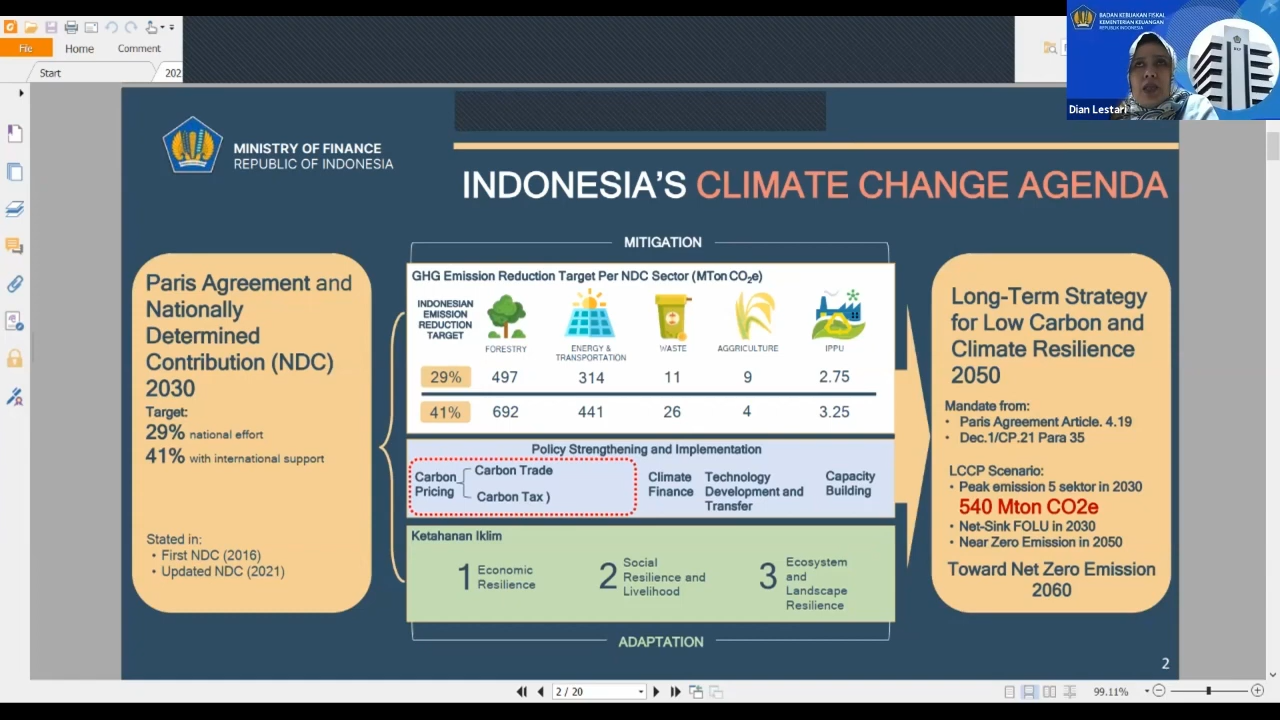 File
Home
Comment
Start
202
BADAN KEBIJAKAN FISKAL
KEMENTERIAN KEUANGAN
REPUBLIK INDONESIA
Dian Lestari
MINISTRY OF FINANCE
REPUBLIC OF INDONESIA
INDONESIA'S CLIMATE CHANGE AGENDA
Paris Agreement and
Nationally
Determined
Contribution (NDC)
2030
Target:
29% national effort
41% with international support
Stated in:
• First NDC (2016)
• Updated NDC (2021)
MITIGATION
GHG Emission Reduction Target Per NDC Sector (MTon CO₂e)
INDONESIAN
EMISSION
REDUCTION
TARGET
FORESTRY
ENERGY &
TRANSPORTATION
WASTE
AGGRICULTURE
IPPU
29% 497 314 11 9 2.75
41% 692 441 26 4 3.25
Policy Strengthening and Implementation
Carbon
Pricing
Carbon Trade
Carbon Tax )
Climate
Finance
Technology
Development and
Transfer
Capacity
Building
Ketahanan Iklim
1 Economic
Resilience
2 Social
Resilience and
Livelihood
3 Ecosystem
and
Landscape
Resilience
ADAPTATION
Long-Term Strategy
for Low Carbon and
Climate Resilience
2050
Mandate from:
• Paris Agreement Article. 4.19
• Dec.1/CP.21 Para 35
LCCP Scenario:
• Peak emission 5 sektor in 2030
540 Mton CO2e
• Net-Sink FOLU in 2030
• Near Zero Emission in 2050
Toward Net Zero Emission
2060
2
2 / 20
99.11%